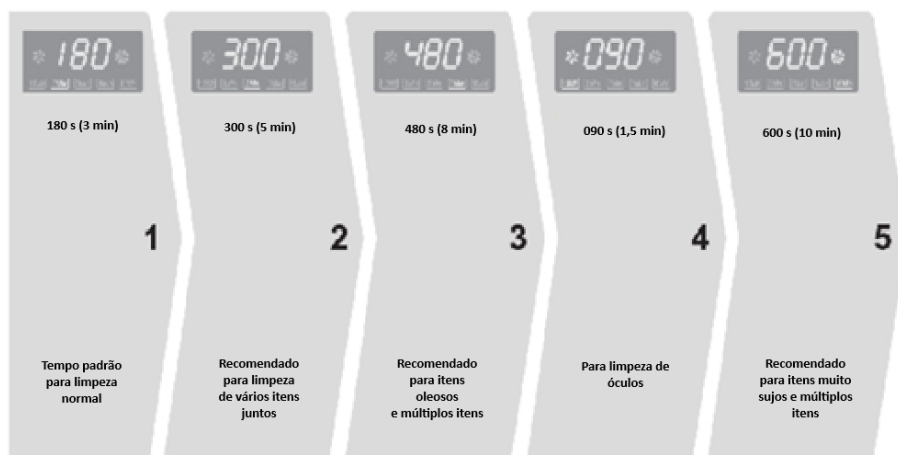 180
180 s (3 min)
1
Tempo padrão
para limpeza
normal
300
300 s (5 min)
2
Recomendado
para limpeza
de vários itens
juntos
480
480 s (8 min)
3
Recomendado
para itens
oleosos
e múltiplos itens
090
090 s (1,5 min)
4
Para limpeza de
óculos
600
600 s (10 min)
5
Recomendado
para itens muito
sujos e múltiplos
itens